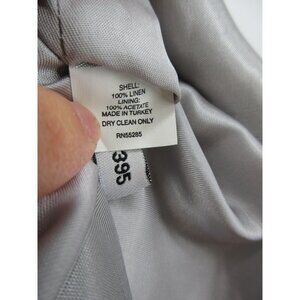 SHELL:
100% LINEN
LINING:
100% ACETATE
MADE IN TURKEY
DRY CLEAN ONLY
RN55285
395